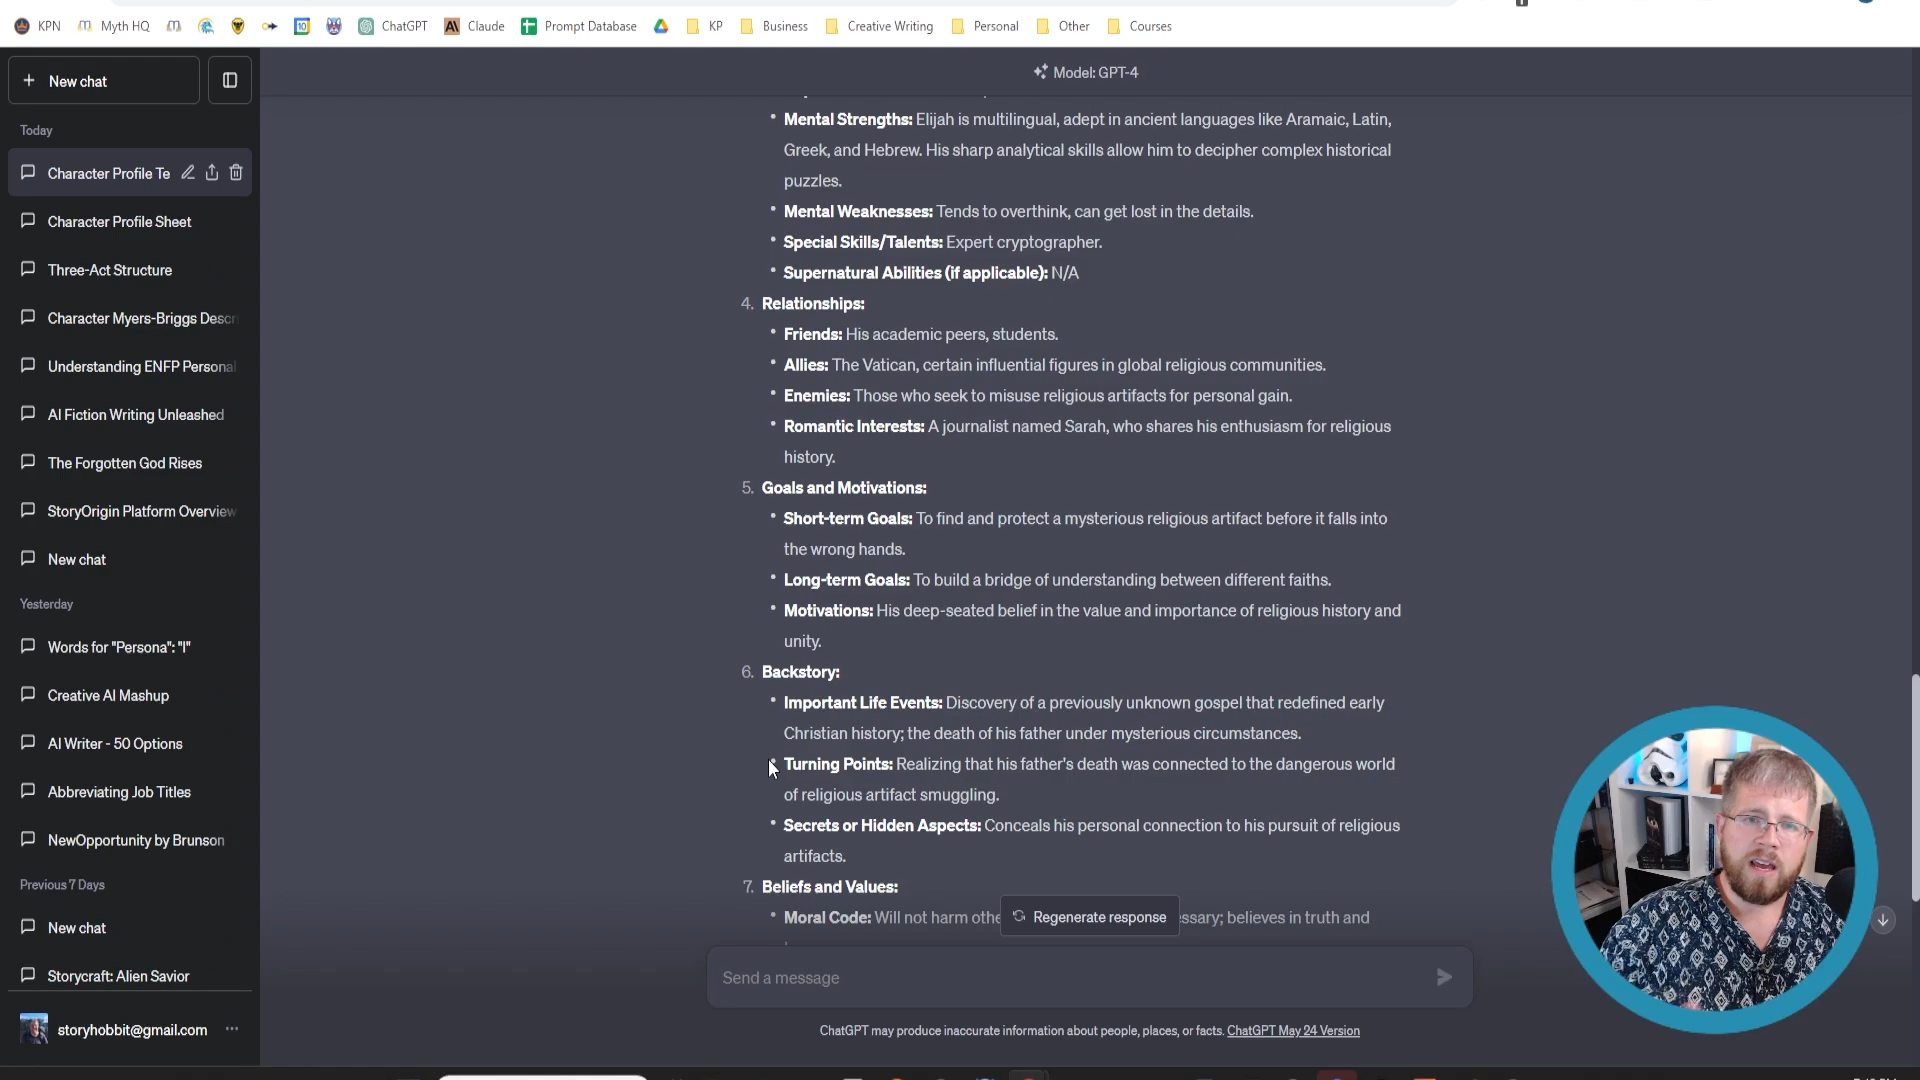 KPN
Myth HQ
ChatGPT
Claude
Prompt Database
KP
Business
Creative Writing
Personal
Other
Courses
New chat
Model: GPT-4
Today
Character Profile Te
Character Profile Sheet
Three-Act Structure
Character Myers-Briggs Descr
Understanding ENFP Personal
AI Fiction Writing Unleashed
The Forgotten God Rises
StoryOrigin Platform Overview
New chat
Yesterday
Words for "Persona": "I"
Creative AI Mashup
AI Writer - 50 Options
Abbreviating Job Titles
NewOpportunity by Brunson
Previous 7 Days
New chat
Storycraft: Alien Savior
storyhobbit@gmail.com
• Mental Strengths: Elijah is multilingual, adept in ancient languages like Aramaic, Latin,
Greek, and Hebrew. His sharp analytical skills allow him to decipher complex historical
puzzles.
• Mental Weaknesses: Tends to overthink, can get lost in the details.
• Special Skills/Talents: Expert cryptographer.
• Supernatural Abilities (if applicable): N/A
4. Relationships:
• Friends: His academic peers, students.
• Allies: The Vatican, certain influential figures in global religious communities.
• Enemies: Those who seek to misuse religious artifacts for personal gain.
• Romantic Interests: A journalist named Sarah, who shares his enthusiasm for religious
history.
5. Goals and Motivations:
• Short-term Goals: To find and protect a mysterious religious artifact before it falls into
the wrong hands.
• Long-term Goals: To build a bridge of understanding between different faiths.
• Motivations: His deep-seated belief in the value and importance of religious history and
unity.
6. Backstory:
• Important Life Events: Discovery of a previously unknown gospel that redefined early
Christian history; the death of his father under mysterious circumstances.
• Turning Points: Realizing that his father's death was connected to the dangerous world
of religious artifact smuggling.
• Secrets or Hidden Aspects: Conceals his personal connection to his pursuit of religious
artifacts.
7. Beliefs and Values:
• Moral Code: Will not harm othe ssary; believes in truth and
Regenerate response
Send a message
ChatGPT may produce inaccurate information about people, places, or facts. ChatGPT May 24 Version